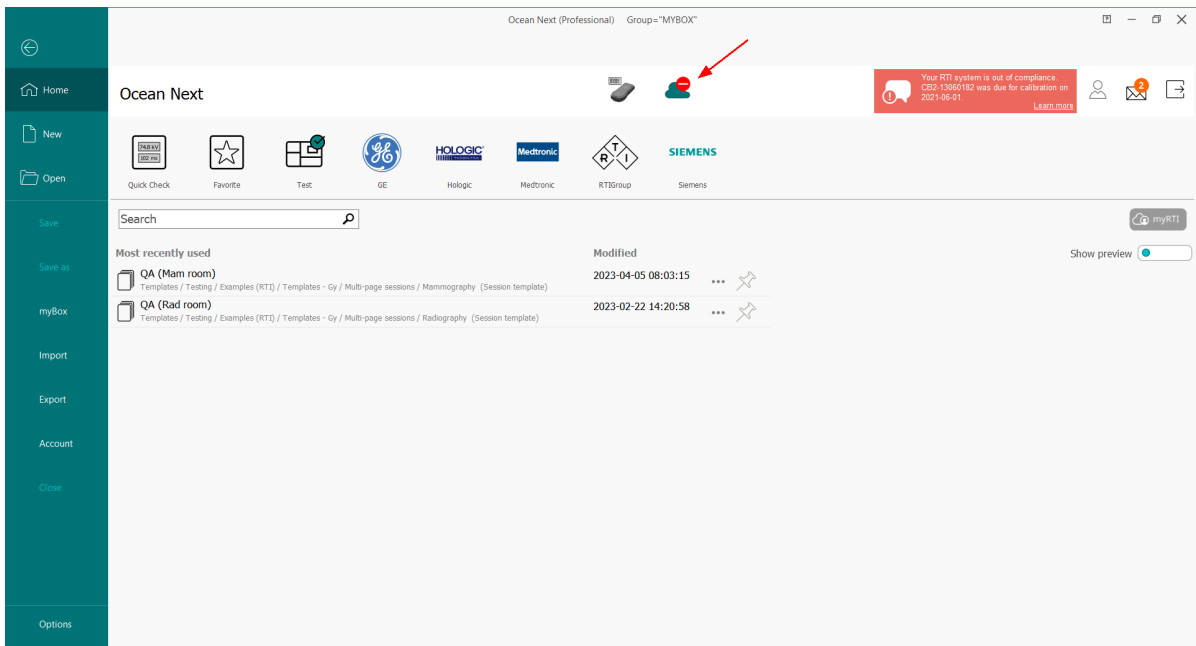 Ocean Next (Professional) Group="MYBOX"
Home
Ocean Next
Your RTI system is out of compliance.
CB2-13060182 was due for calibration on
2021-06-01.
Learn more
2
New
Open
74.8 kV
102 ms
HOLOGIC
Medtronic
R T I
SIEMENS
Quick Check
Favorite
Test
GE
Hologic
Medtronic
RTIGroup
Siemens
Save
Search
myRTI
Save as
Most recently used
Modified
Show preview
QA (Mam room)
2023-04-05 08:03:15
Templates / Testing / Examples (RTI) / Templates - Gy / Multi-page sessions / Mammography (Session template)
QA (Rad room)
2023-02-22 14:20:58
Templates / Testing / Examples (RTI) / Templates - Gy / Multi-page sessions / Radiography (Session template)
myBox
Import
Export
Account
Close
Options